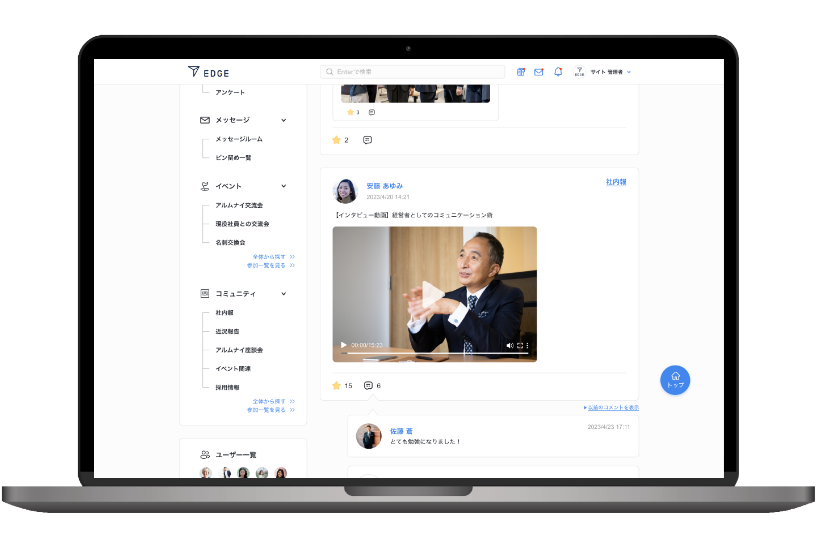 EDGE
Enterで検索
EDGE
サイト 管理者
アンケート
メッセージ
メッセージルーム
ピン留め一覧
イベント
アルムナイ交流会
現役社員との交流会
名刺交換会
全体から探す
参加一覧を見る
コミュニティ
社内報
近況報告
アルムナイ座談会
イベント関連
採用情報
全体から探す
参加一覧を見る
ユーザー一覧
3
2
安藤 あゆみ
2023/4/20 14:21
社内報
【インタビュー動画】経営者としてのコミュニケーション術
00:00/15:23
15
6
以前のコメントを表示
佐藤 蒼
2023/4/23 17:11
とても勉強になりました！
トップ